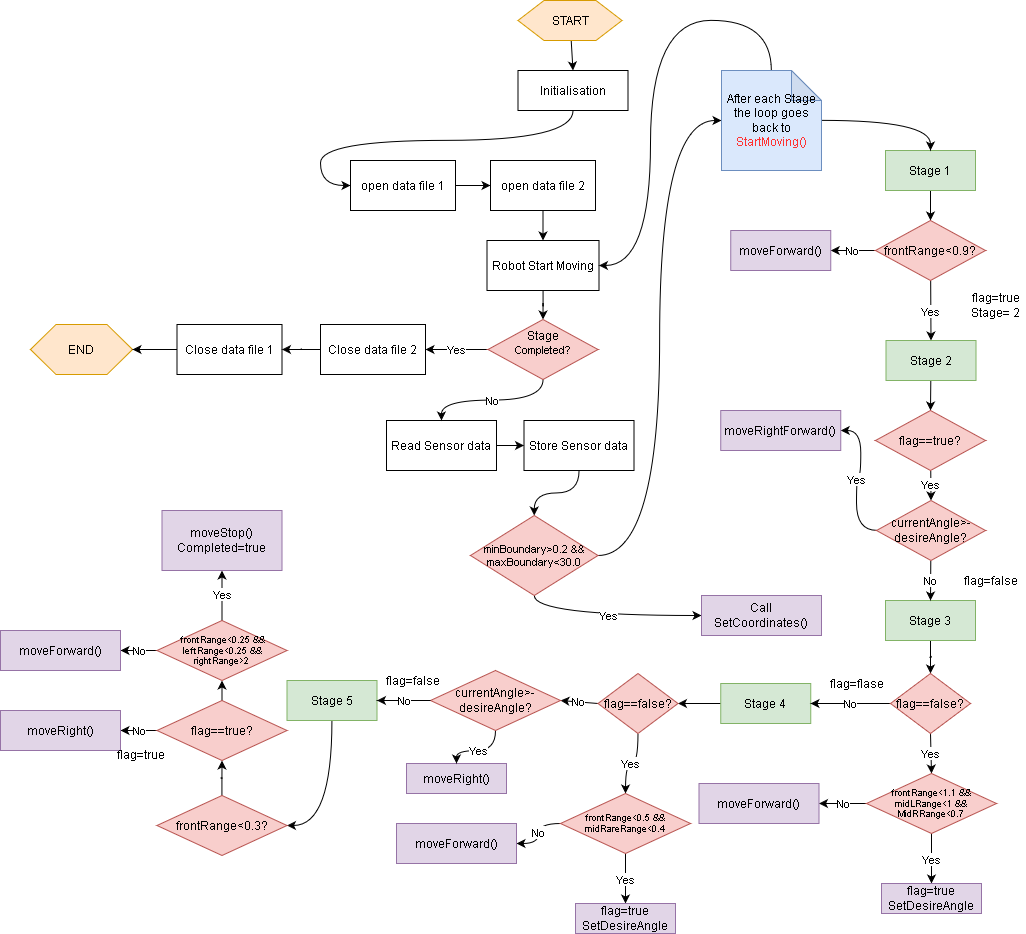 START
Initialisation
open data file 1
open data file 2
Robot Start Moving
After each Stage
the loop goes
back to
StartMoving()
Stage 1
frontRange<0.9?
No
moveForward()
Yes
flag=true
Stage= 2
Stage 2
flag==true?
Yes
moveRightForward()
Yes
currentAngle>-
desireAngle?
No
flag=false
Stage 3
flag==false?
No
flag=flase
Yes
frontRange<1.1 &&
midLRange<1 &&
MidRRange<0.7
No
moveForward()
Yes
flag=true
SetDesireAngle
Stage 4
flag==false?
No
Yes
frontRange<0.5 &&
midRareRange<0.4
No
moveForward()
Yes
flag=true
SetDesireAngle
currentAngle>-
desireAngle?
Yes
moveRight()
No
flag=false
Stage 5
frontRange<0.3?
flag==true?
No
flag=true
moveRight()
frontRange<0.25 &&
leftRange<0.25 &&
rightRange>2
No
moveForward()
Yes
moveStop()
Completed=true
Stage
Completed?
Yes
Close data file 2
Close data file 1
END
No
Read Sensor data
Store Sensor data
minBoundary>0.2 &&
maxBoundary<30.0
Yes
Call
SetCoordinates()